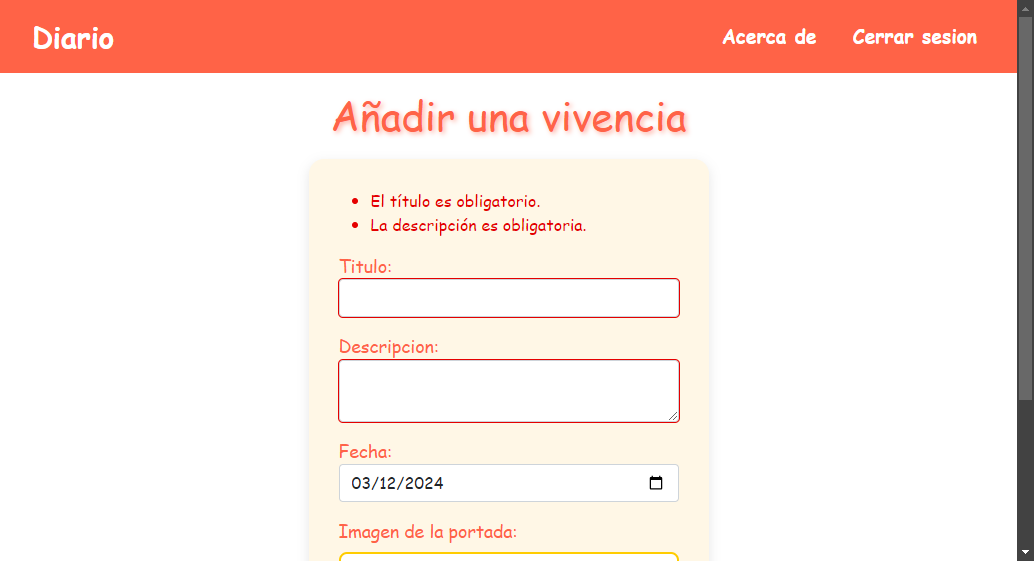 Diario
Acerca de
Cerrar sesion
Añadir una vivencia
El título es obligatorio.
La descripción es obligatoria.
Titulo:
Descripcion:
Fecha:
03/12/2024
Imagen de la portada: